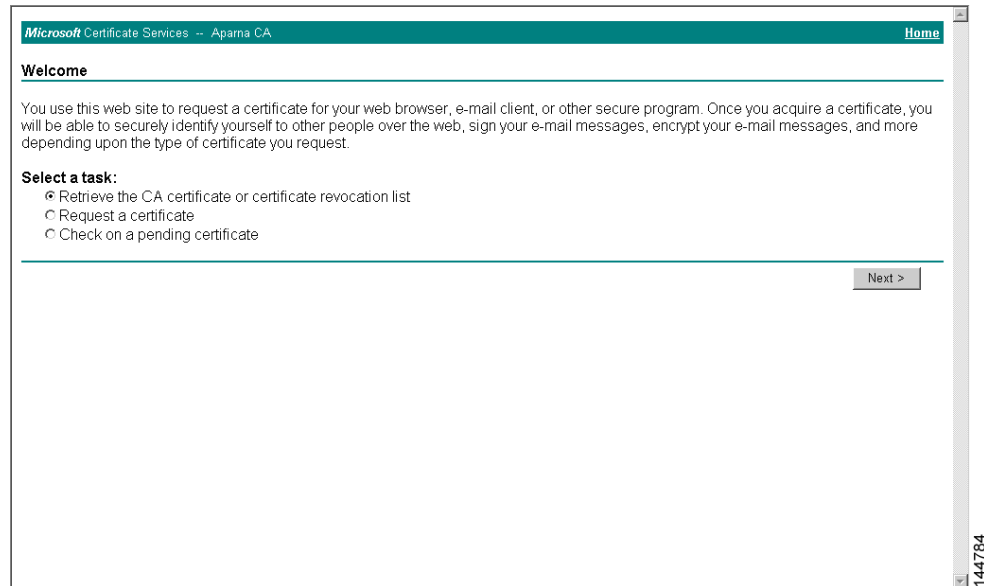 Microsoft Certificate Services -- Aparna CA Home
Welcome
You use this web site to request a certificate for your web browser, e-mail client, or other secure program. Once you acquire a certificate, you
will be able to securely identify yourself to other people over the web, sign your e-mail messages, encrypt your e-mail messages, and more
depending upon the type of certificate you request.
Select a task:
Retrieve the CA certificate or certificate revocation list
Request a certificate
Check on a pending certificate
Next >
144784